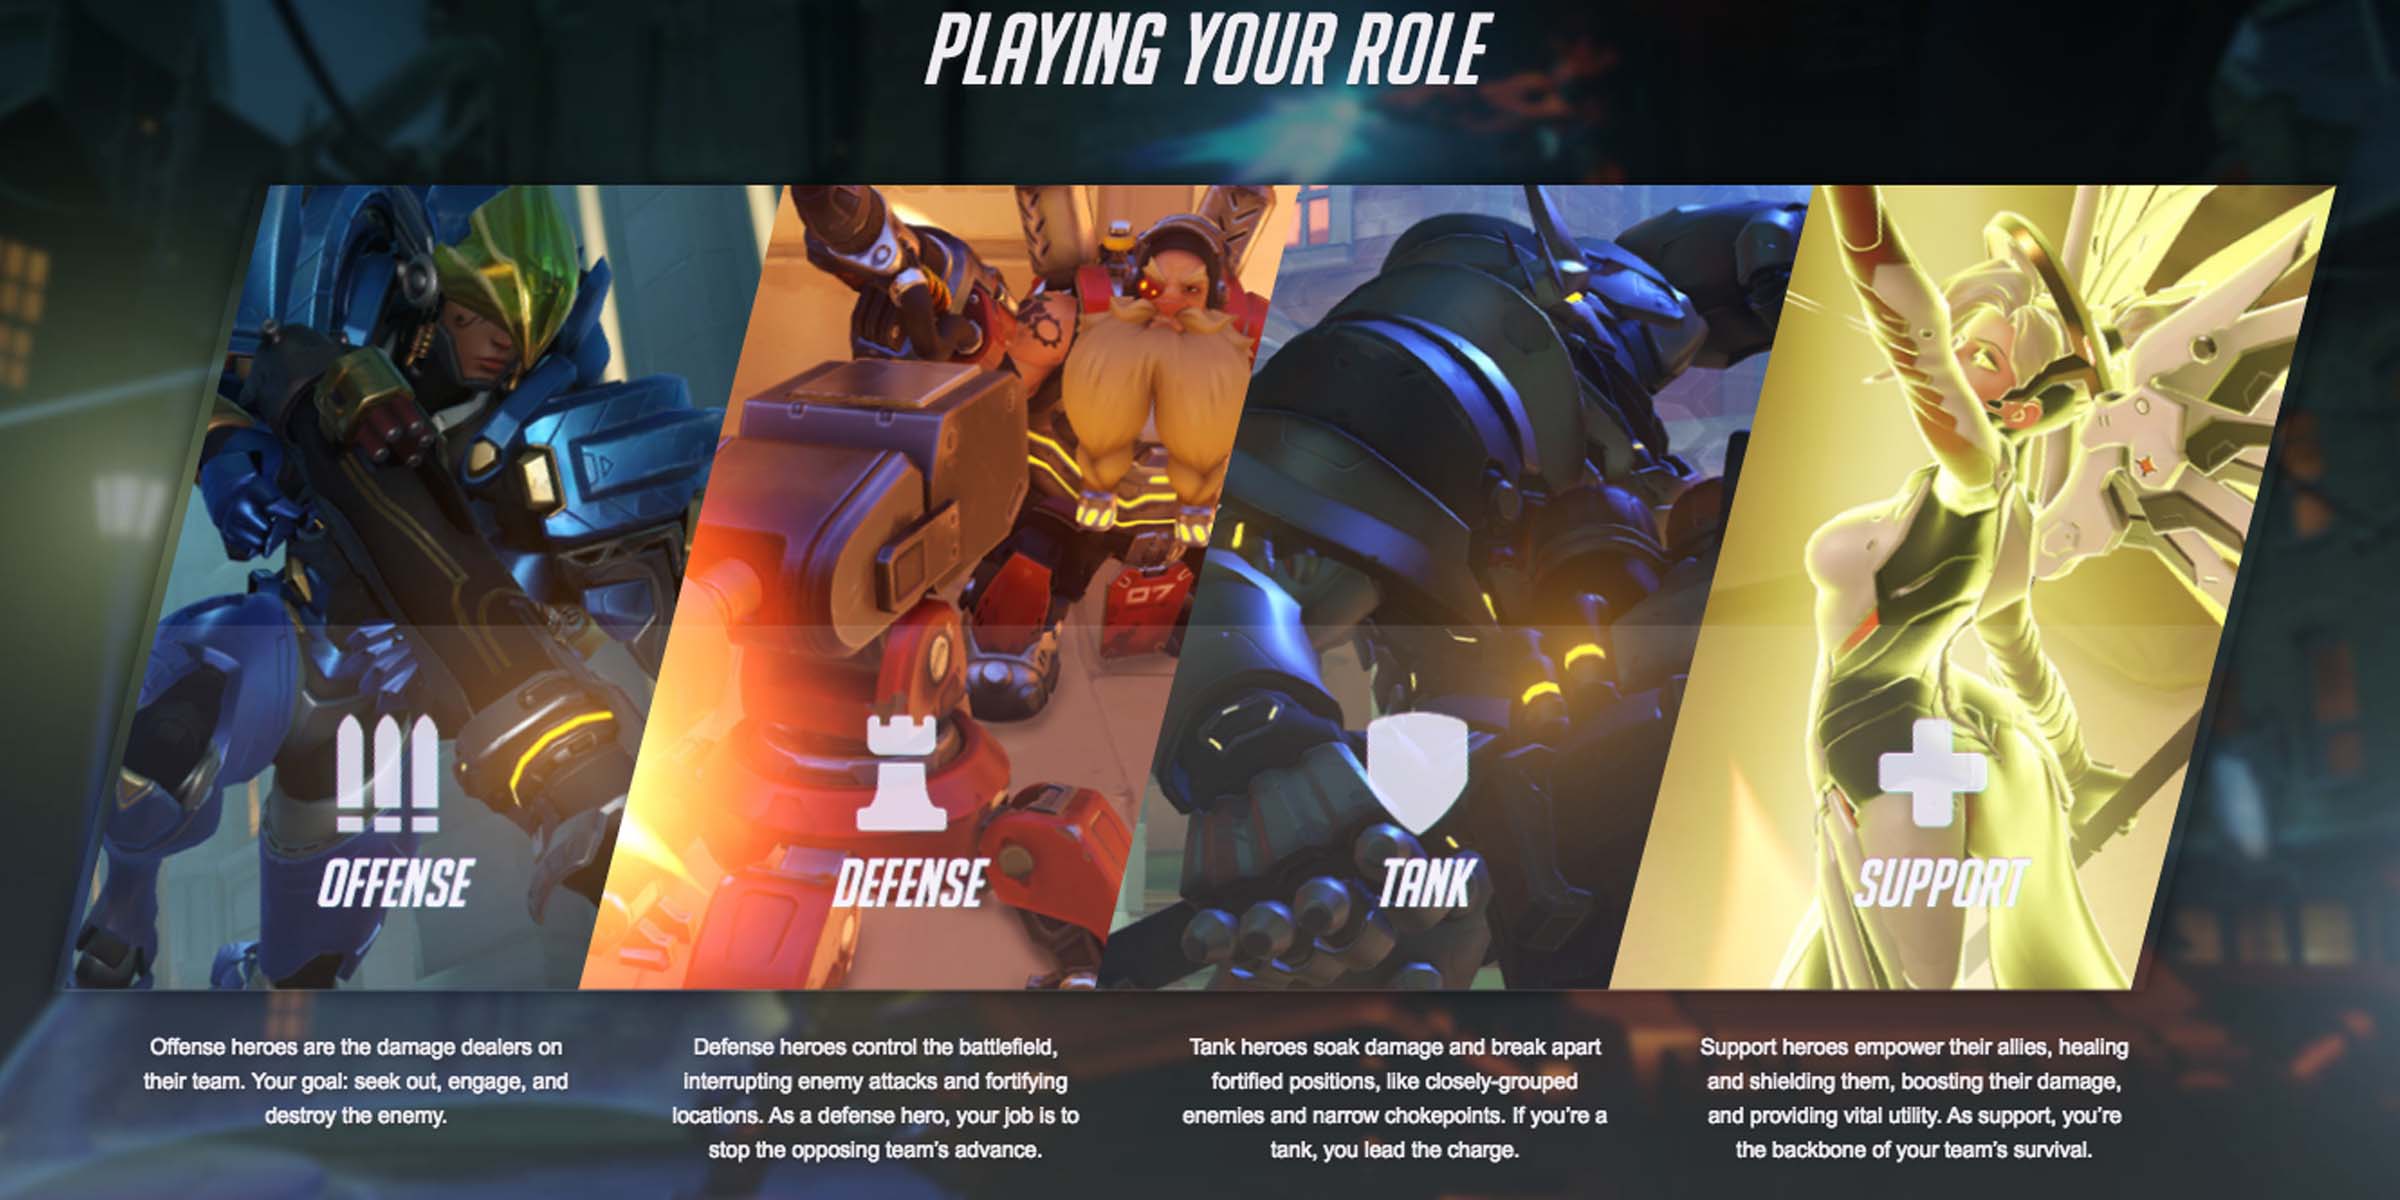 PLAYING YOUR ROLE
07
OFFENSE
DEFENSE
TANK
SUPPORT
Offense heroes are the damage dealers on
their team. Your goal: seek out, engage, and
destroy the enemy.
Defense heroes control the battlefield,
interrupting enemy attacks and fortifying
locations. As a defense hero, your job is to
stop the opposing team's advance.
Tank heroes soak damage and break apart
fortified positions, like closely-grouped
enemies and narrow chokepoints. If you're a
tank, you lead the charge.
Support heroes empower their allies, healing
and shielding them, boosting their damage,
and providing vital utility. As support, you're
the backbone of your team's survival.